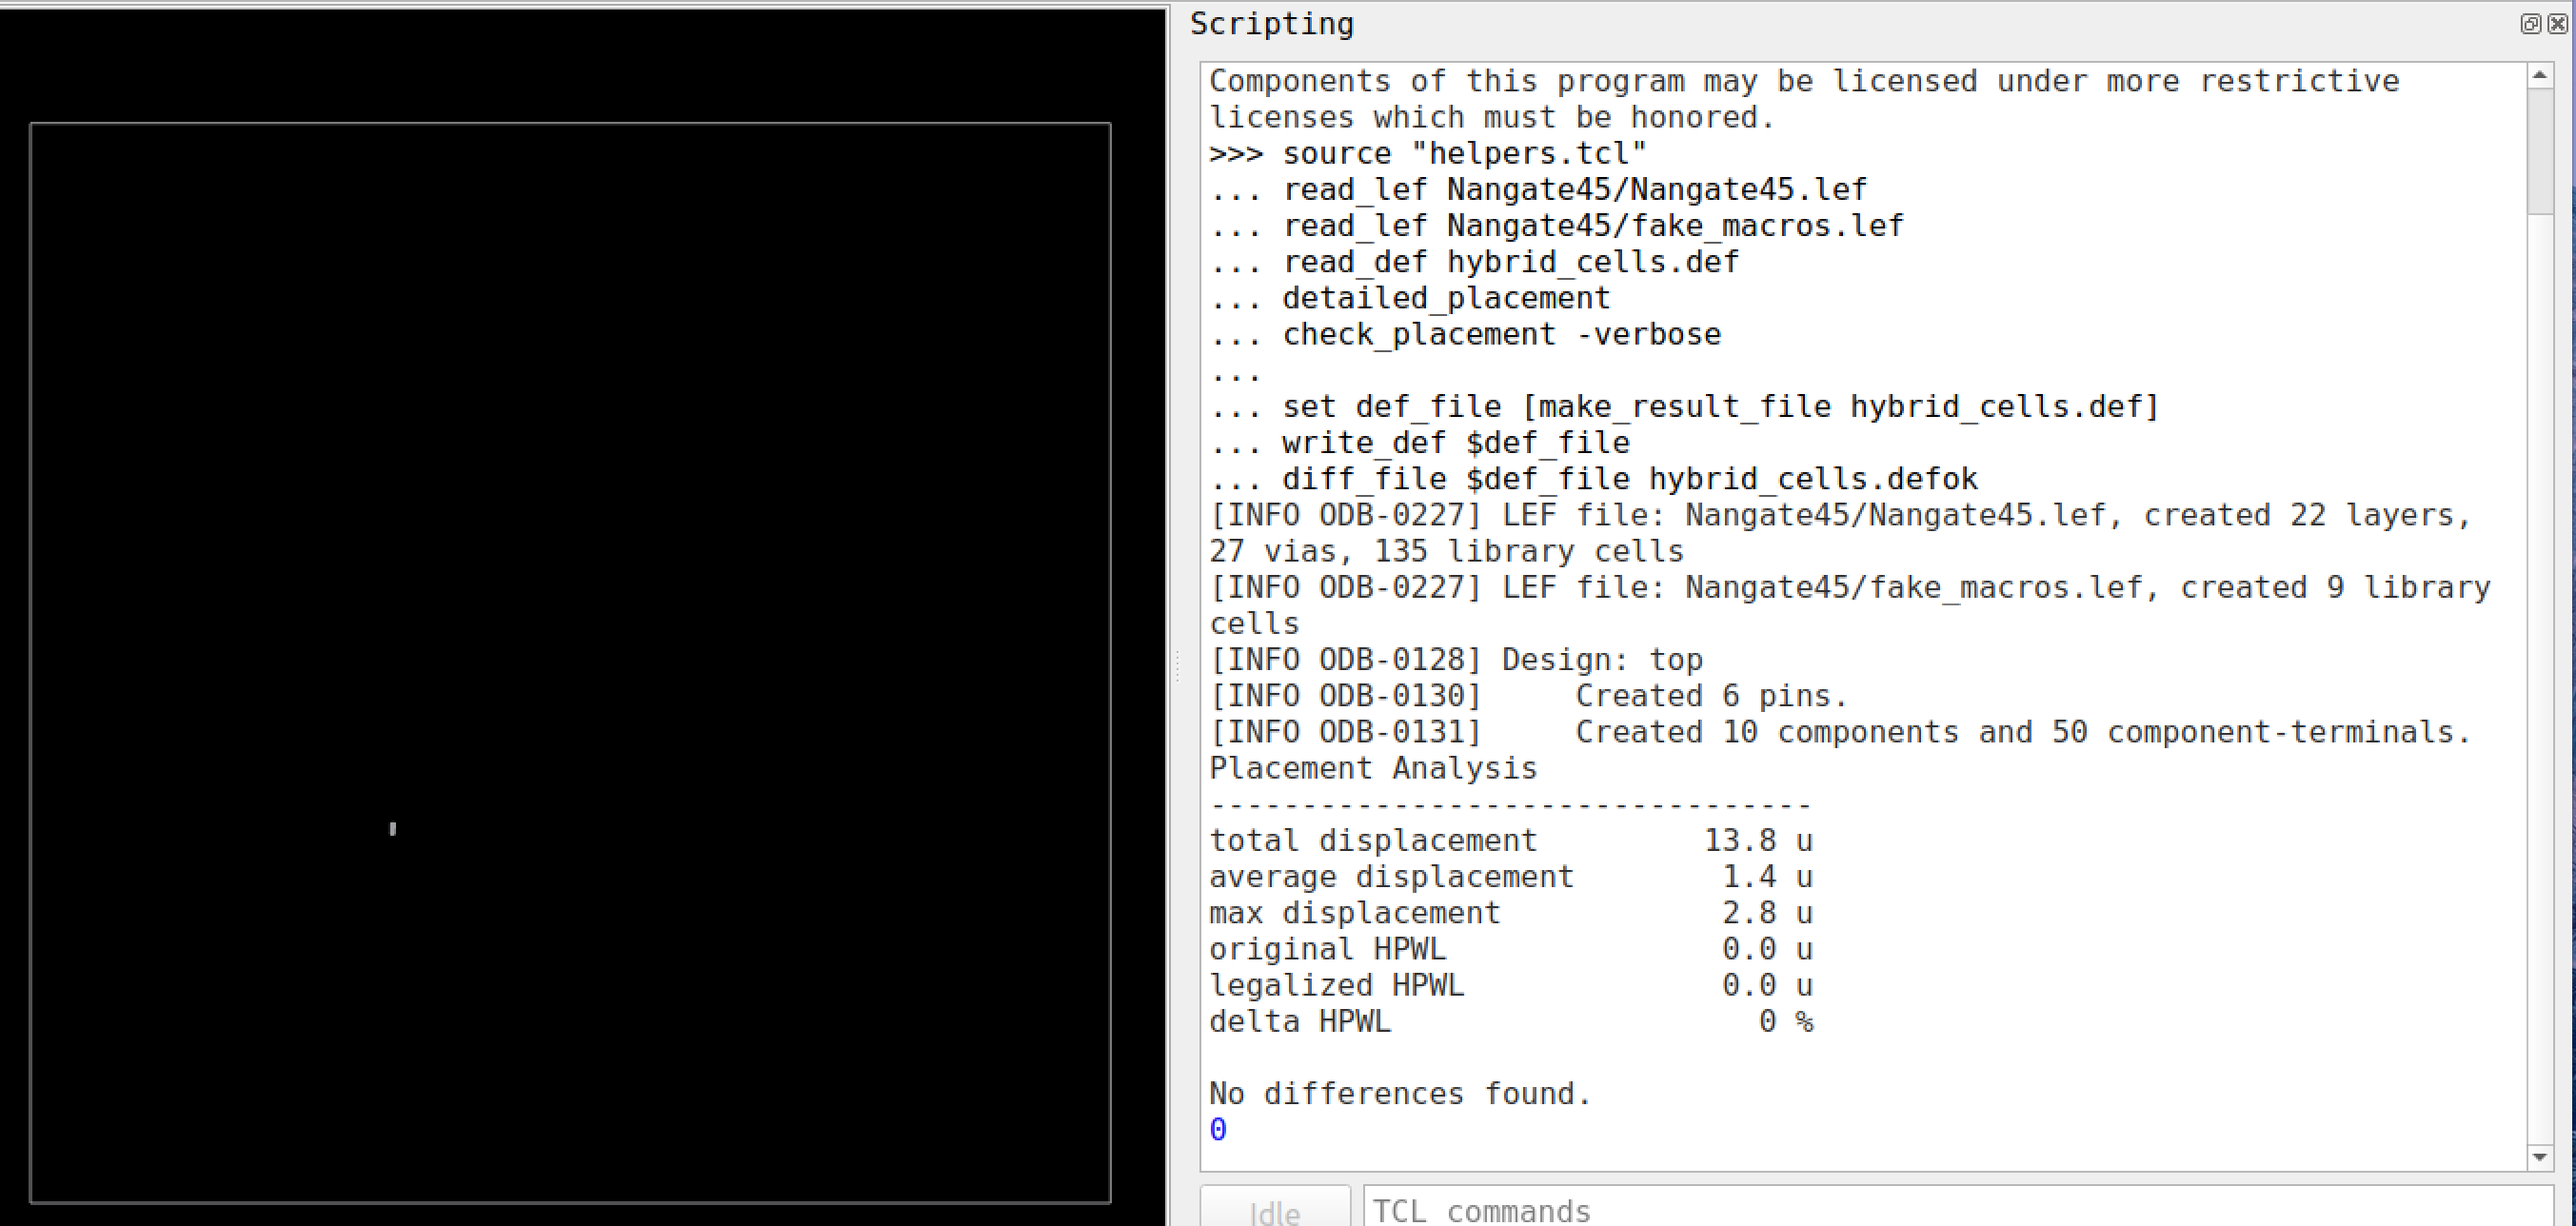 Scripting
Components of this program may be licensed under more restrictive
licenses which must be honored.
>>> source "helpers.tcl"
... read_lef Nangate45/Nangate45.lef
... read_lef Nangate45/fake_macros.lef
... read_def hybrid_cells.def
... detailed_placement
... check_placement -verbose
...
... set def_file [make_result_file hybrid_cells.def]
... write_def $def_file
... diff_file $def_file hybrid_cells.defok
[INFO ODB-0227] LEF file: Nangate45/Nangate45.lef, created 22 layers,
27 vias, 135 library cells
[INFO ODB-0227] LEF file: Nangate45/fake_macros.lef, created 9 library
cells
[INFO ODB-0128] Design: top
[INFO ODB-0130]     Created 6 pins.
[INFO ODB-0131]     Created 10 components and 50 component-terminals.
Placement Analysis
---------------------------------
total displacement         13.8 u
average displacement        1.4 u
max displacement            2.8 u
original HPWL               0.0 u
legalized HPWL              0.0 u
delta HPWL                    0 %
No differences found.
0
Idle
TCL commands